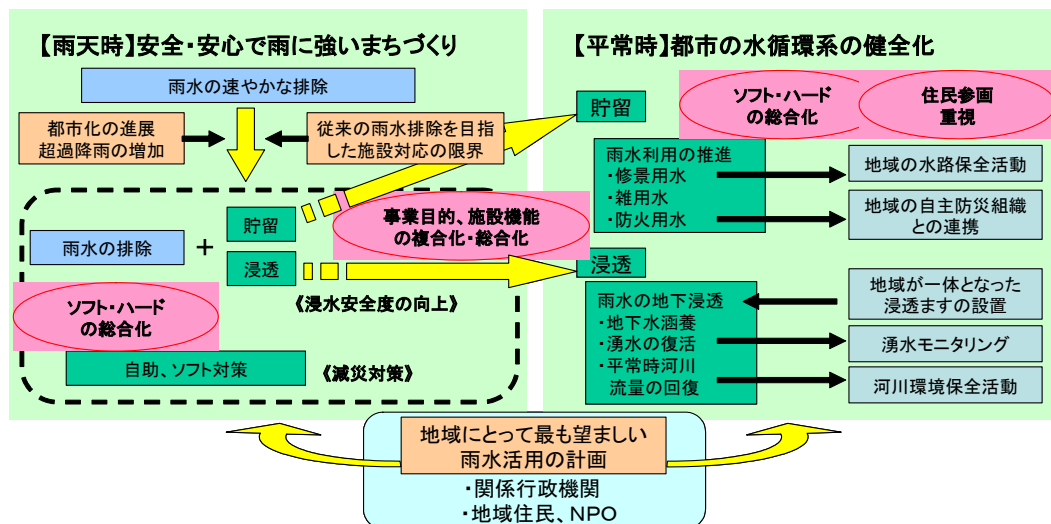 【雨天時】安全・安心で雨に強いまちづくり
雨水の速やかな排除
都市化の進展
超過降雨の増加
従来の雨水排除を目指
した施設対応の限界
雨水の排除
+
貯留
浸透
事業目的、施設機能
の複合化・総合化
《浸水安全度の向上》
ソフト・ハード
の総合化
自助、ソフト対策
《減災対策》
【平常時】都市の水循環系の健全化
ソフト・ハード
の総合化
住民参画
重視
貯留
雨水利用の推進
・修景用水
・雑用水
・防火用水
地域の水路保全活動
地域の自主防災組織
との連携
浸透
雨水の地下浸透
・地下水涵養
・湧水の復活
・平常時河川
流量の回復
地域が一体となった
浸透ますの設置
湧水モニタリング
河川環境保全活動
地域にとって最も望ましい
雨水活用の計画
・関係行政機関
・地域住民、NPO